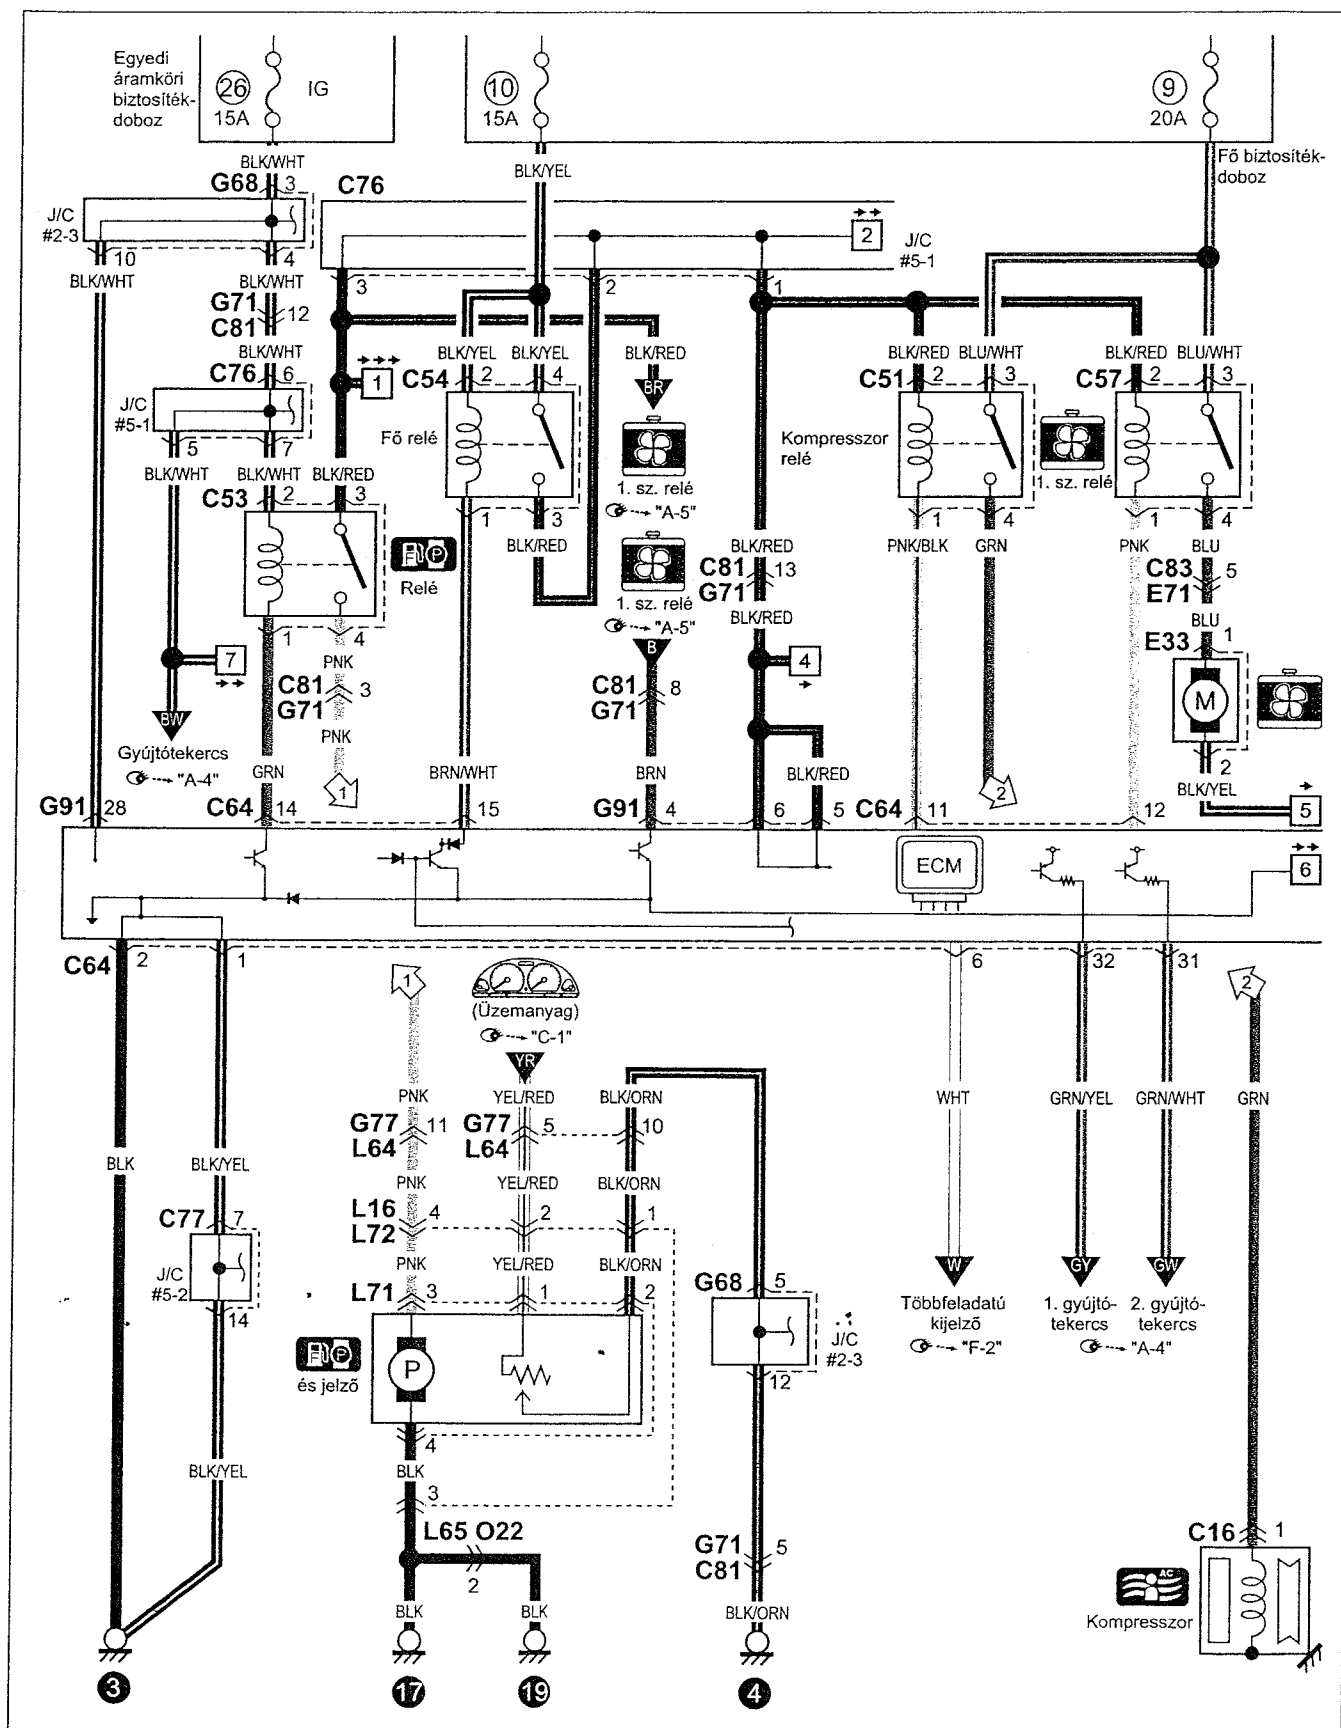 Egyedi
áramköri
biztosíték-
doboz
26
15A
IG
10
15A
9
20A
Fő biztosíték-
doboz
BLK/WHT
BLK/YEL
G68
3
C76
J/C
#2-3
2
J/C
#5-1
10
4
3
2
1
BLK/WHT
BLK/WHT
G71
C81
12
BLK/WHT
BLK/YEL
BLK/YEL
BLK/RED
BLK/RED
BLU/WHT
BLK/RED
BLU/WHT
C76
6
1
C54
2
4
BR
C51
2
3
C57
2
3
J/C
#5-1
5
7
Fő relé
Kompresszor
relé
1. sz. relé
1. sz. relé
"A-5"
BLK/WHT
BLK/WHT
BLK/RED
C53
2
3
1
3
1
4
1
4
BLK/RED
BLK/RED
PNK/BLK
GRN
PNK
BLU
F
P
Relé
1. sz. relé
"A-5"
C81
G71
13
C83
E71
5
BLK/RED
BLU
1
4
E33
1
7
PNK
B
4
M
C81
G71
3
C81
G71
8
BW
Gyújtótekercs
"A-4"
PNK
2
GRN
BRN/WHT
BRN
BLK/RED
BLK/YEL
1
2
5
G91
28
C64
14
15
G91
4
6
5
C64
11
12
ECM
6
C64
2
1
6
32
31
1
2
(Üzemanyag)
"C-1"
YR
PNK
YEL/RED
BLK/ORN
WHT
GRN/YEL
GRN/WHT
GRN
G77
L64
11
G77
L64
5
10
BLK
BLK/YEL
PNK
YEL/RED
BLK/ORN
L16
L72
4
2
1
C77
7
PNK
YEL/RED
BLK/ORN
W
GY
GW
J/C
#5-2
L71
3
1
2
G68
5
Többfeladatú
kijelző
"F-2"
1. gyújtó-
tekercs
2. gyújtó-
tekercs
"A-4"
14
F
P
és jelző
P
J/C
#2-3
12
4
BLK
BLK/YEL
3
L65
O22
2
G71
C81
5
C16
1
AC
Kompresszor
BLK
BLK
BLK/ORN
3
17
19
4